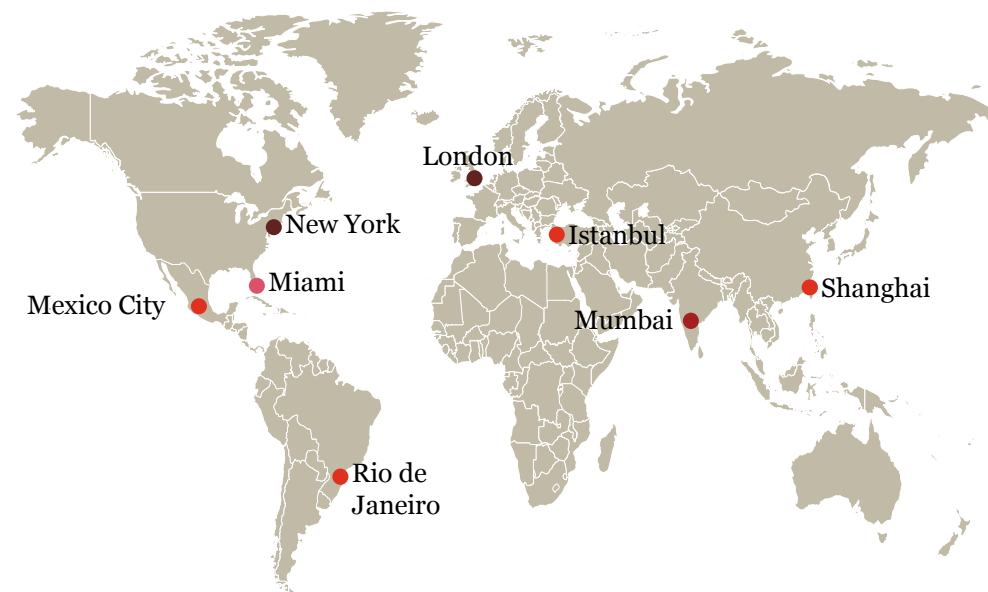 London
New York
Istanbul
Miami
Shanghai
Mexico City
Mumbai
Rio de
Janeiro